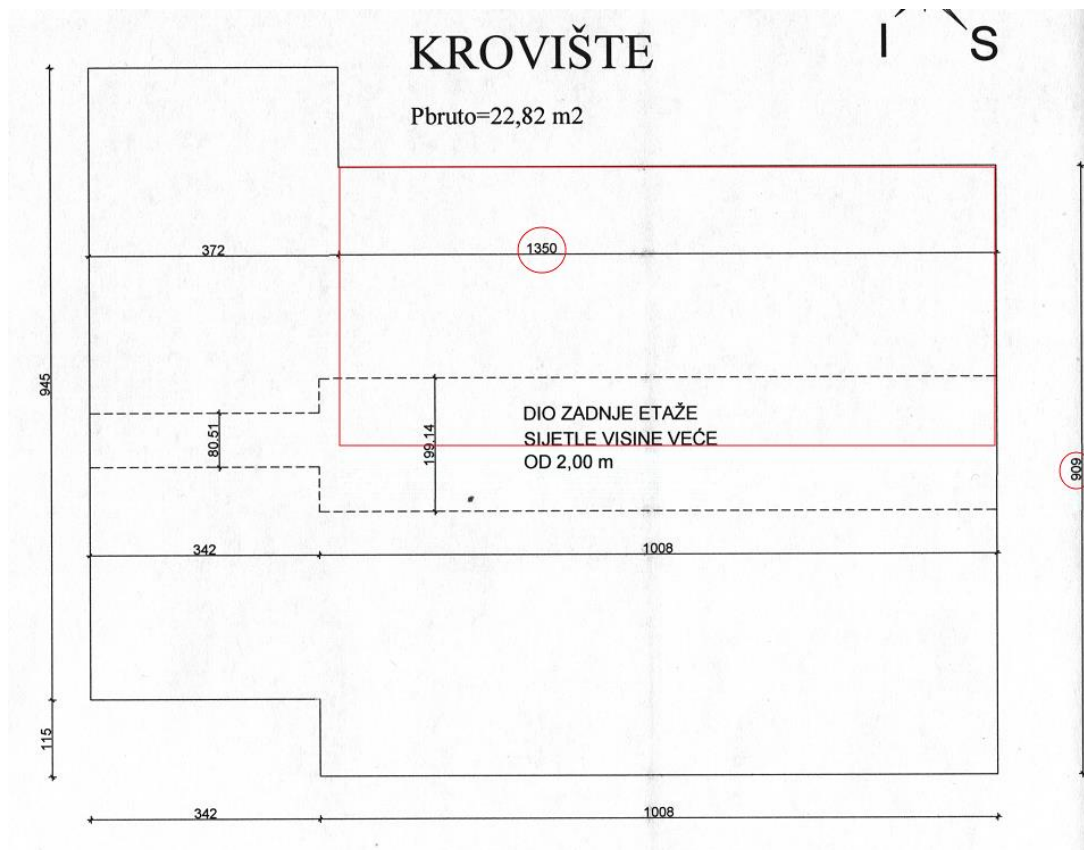 I S
KROVIŠTE
Pbruto=22,82 m2
372
1350
945
80.51
199.14
DIO ZADNJE ETAŽE
SIJETLE VISINE VEĆE
OD 2,00 m
909
342
1008
115
342
1008